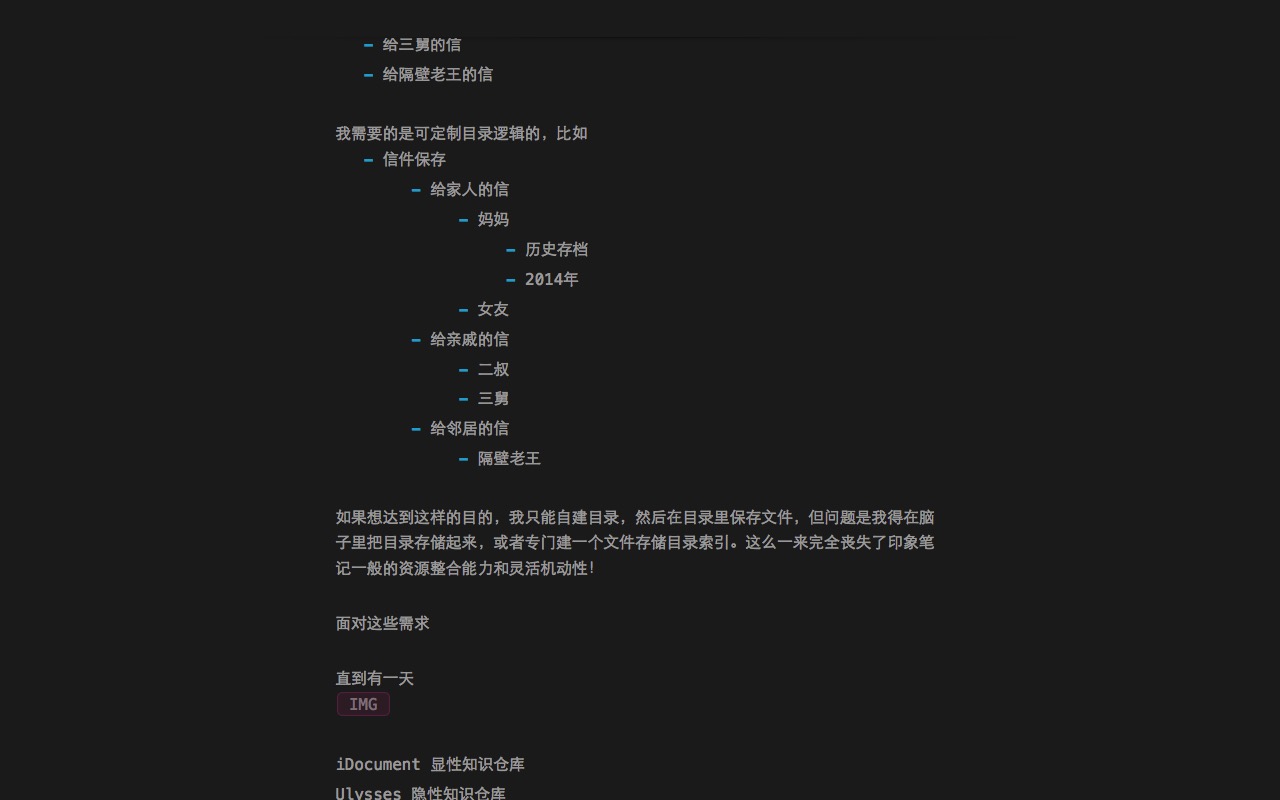 - 给三舅的信
- 给隔壁老王的信
我需要的是可定制目录逻辑的，比如
- 信件保存
- 给家人的信
- 妈妈
- 历史存档
- 2014年
- 女友
- 给亲戚的信
- 二叔
- 三舅
- 给邻居的信
- 隔壁老王
如果想达到这样的目的，我只能自建目录，然后在目录里保存文件，但问题是我得在脑
子里把目录存储起来，或者专门建一个文件存储目录索引。这么一来完全丧失了印象笔
记一般的资源整合能力和灵活机动性！
面对这些需求
直到有一天
IMG
iDocument 显性知识仓库
Ulysses 隐性知识仓库